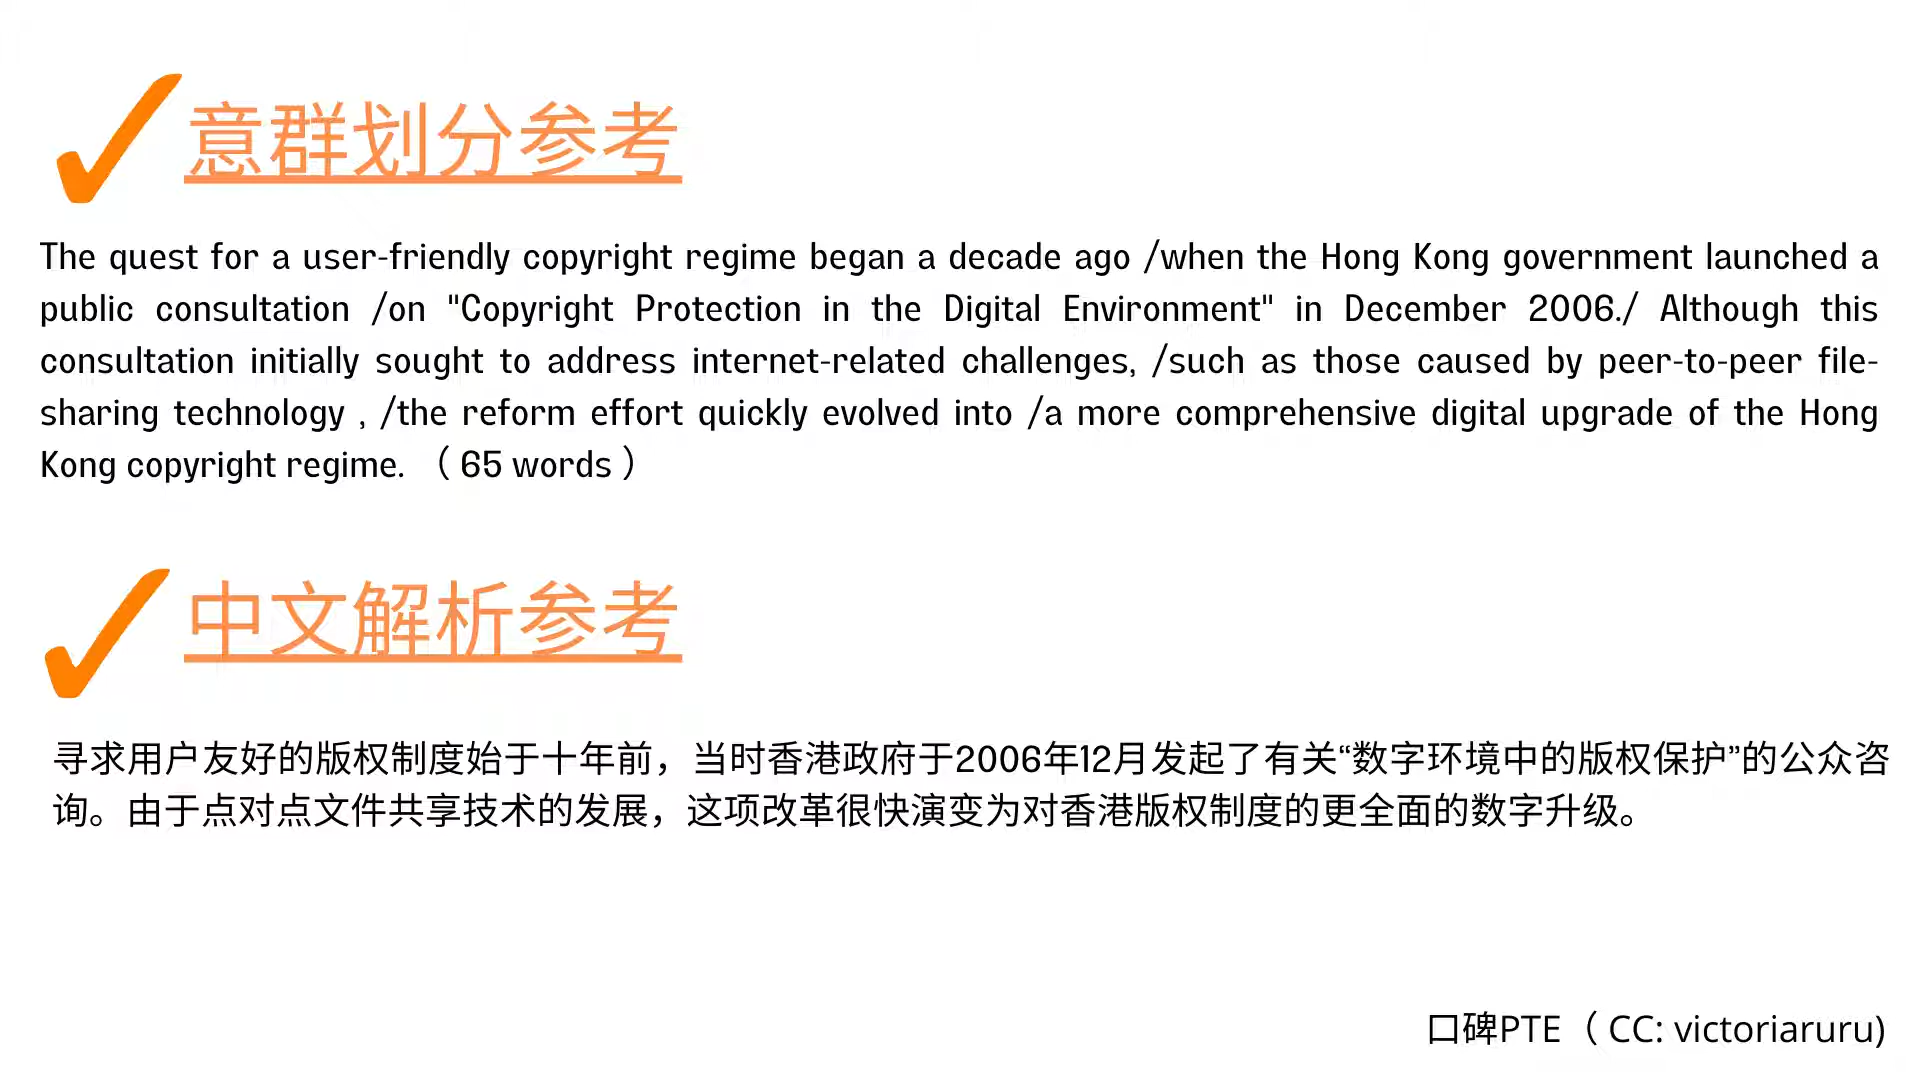 意群划分参考
The quest for a user-friendly copyright regime began a decade ago /when the Hong Kong government launched a
public consultation /on "Copyright Protection in the Digital Environment" in December 2006./ Although this
consultation initially sought to address internet-related challenges, /such as those caused by peer-to-peer file-
sharing technology , /the reform effort quickly evolved into /a more comprehensive digital upgrade of the Hong
Kong copyright regime. （65 words）
中文解析参考
寻求用户友好的版权制度始于十年前，当时香港政府于2006年12月发起了有关“数字环境中的版权保护”的公众咨
询。由于点对点文件共享技术的发展，这项改革很快演变为对香港版权制度的更全面的数字升级。
口碑PTE（ CC: victoriaruru)